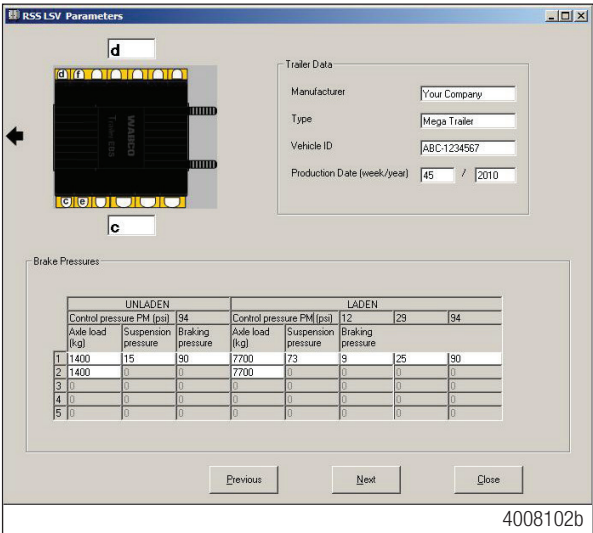 RSS LSV Parameters
d
d f
WABCO
Trailer EBS
c e
c
Trailer Data
Manufacturer Your Company
Type Mega Trailer
Vehicle ID ABC-1234567
Production Date (week/year) 45 / 2010
Brake Pressures
UNLADEN LADEN
Control pressure PM (psi) 94 Control pressure PM (psi) 12 29 94
Axle load (kg) Suspension pressure Braking pressure Axle load (kg) Suspension pressure Braking pressure
1 1400 15 90 7700 73 9 25 90
2 1400 0 0 7700 0 0 0 0
3 0 0 0 0 0 0 0 0
4 0 0 0 0 0 0 0 0
5 0 0 0 0 0 0 0 0
Previous Next Close
4008102b